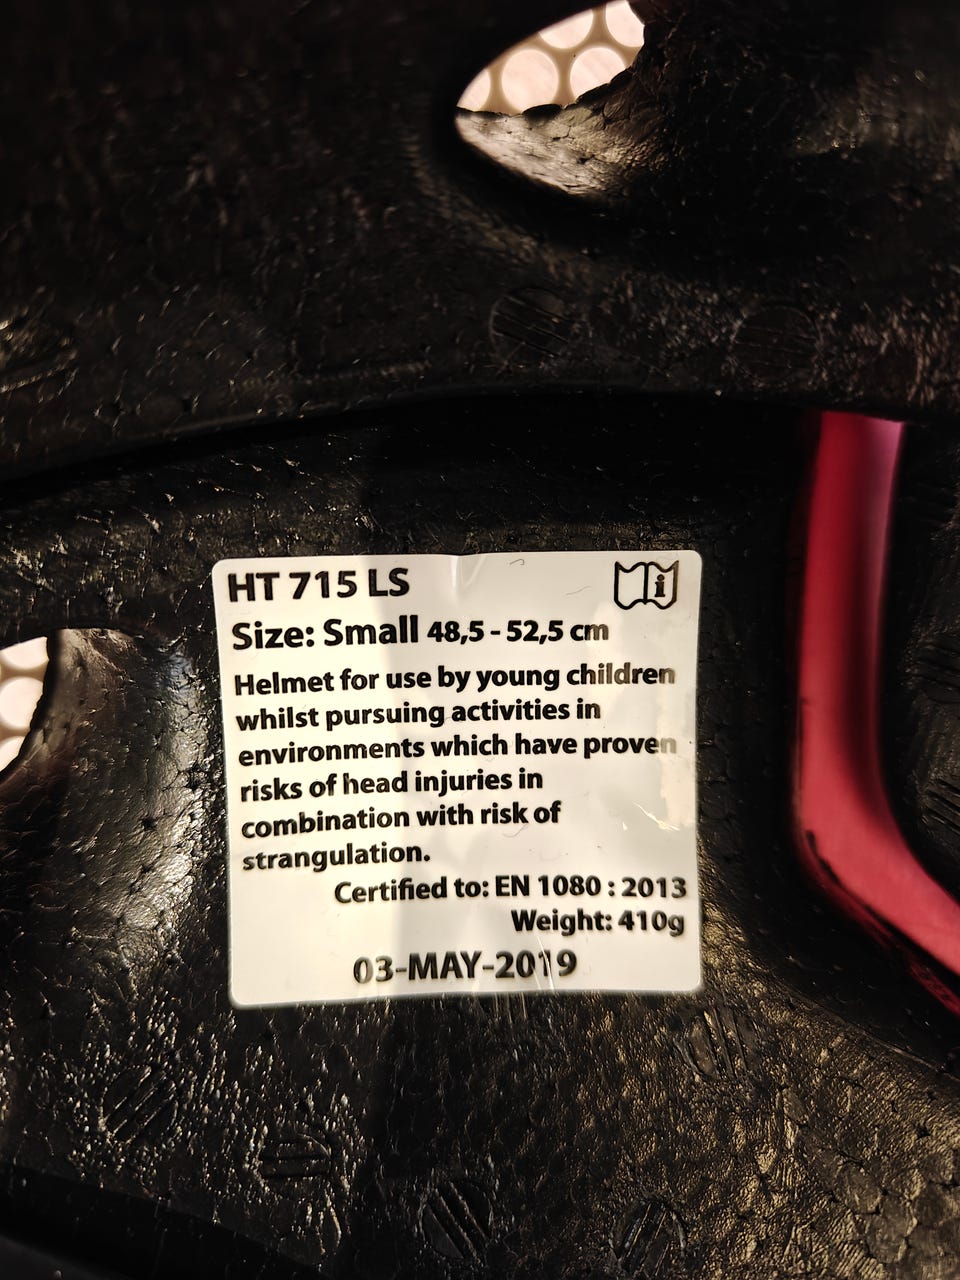 HT 715 LS
Size: Small 48,5 - 52,5 cm
Helmet for use by young children
whilst pursuing activities in
environments which have proven
risks of head injuries in
combination with risk of
strangulation.
Certified to: EN 1080 : 2013
Weight: 410g
03-MAY-2019